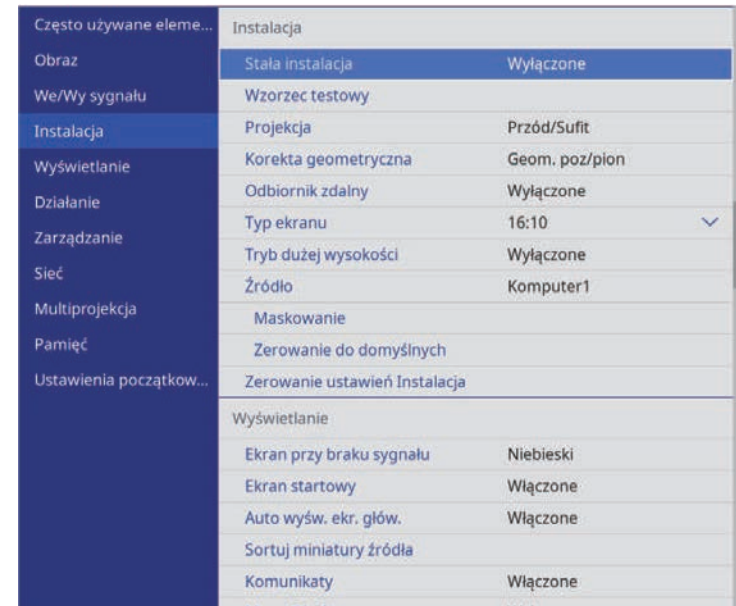 Często używane eleme...
Obraz
We/Wy sygnału
Instalacja
Wyświetlanie
Działanie
Zarządzanie
Sieć
Multiprojekcja
Pamięć
Ustawienia początkow...
Instalacja
Stała instalacja Wyłączone
Wzorzec testowy
Projekcja Przód/Sufit
Korekta geometryczna Geom. poz/pion
Odbiornik zdalny Wyłączone
Typ ekranu 16:10
Tryb dużej wysokości Wyłączone
Źródło Komputer1
Maskowanie
Zerowanie do domyślnych
Zerowanie ustawień Instalacja
Wyświetlanie
Ekran przy braku sygnału Niebieski
Ekran startowy Włączone
Auto wyśw. ekr. głów. Włączone
Sortuj miniatury źródła
Komunikaty Włączone